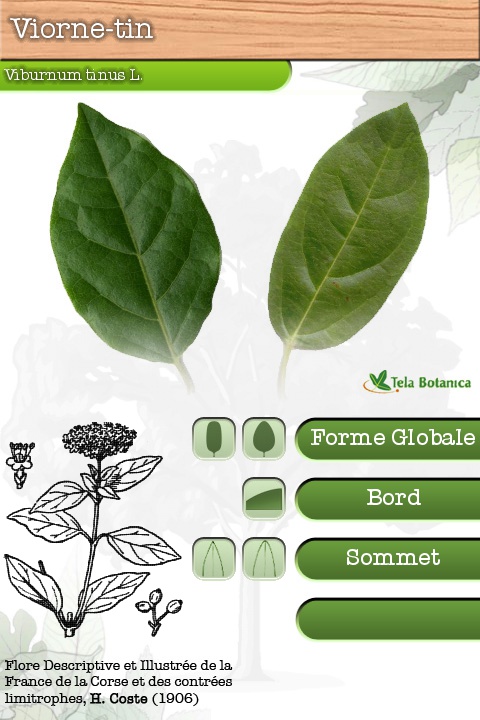 Viorne-tin
Viburnum tinus L.
Tela Botanica
Forme Globale
Bord
Sommet
Flore Descriptive et Illustrée de la
France de la Corse et des contrées
limitrophes, H. Coste (1906)